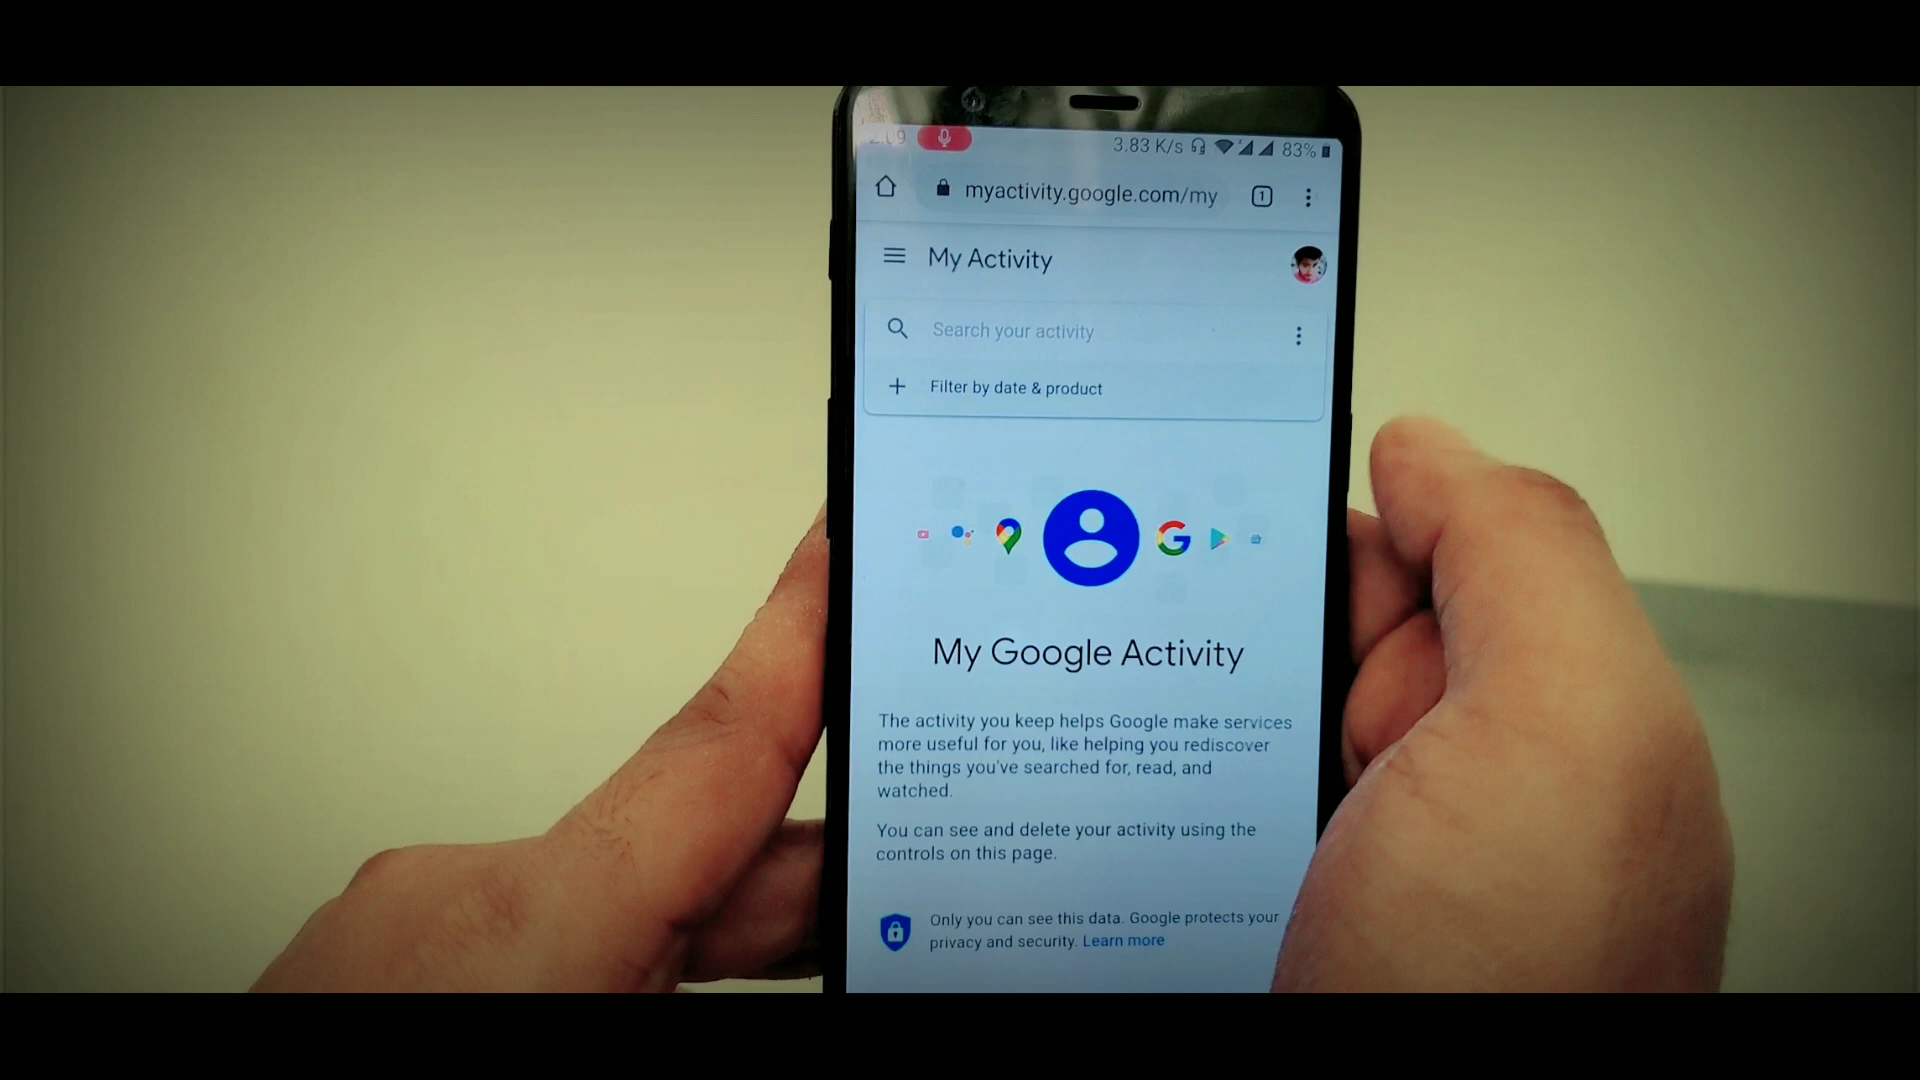 3.83 K/s 83%
myactivity.google.com/my 1
My Activity
Search your activity
Filter by date & product
My Google Activity
The activity you keep helps Google make services
more useful for you, like helping you rediscover
the things you've searched for, read, and
watched.
You can see and delete your activity using the
controls on this page.
Only you can see this data. Google protects your
privacy and security. Learn more